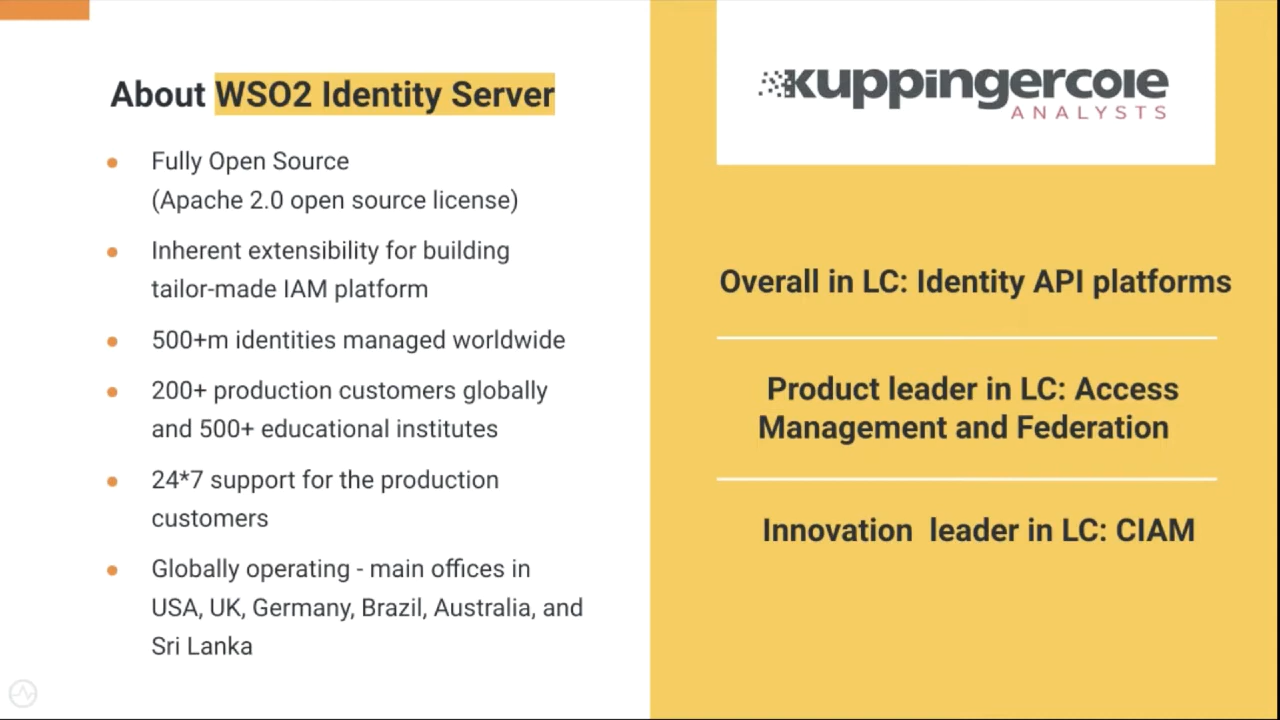 About WSO2 Identity Server
Fully Open Source
(Apache 2.0 open source license)
Inherent extensibility for building
tailor-made IAM platform
500+m identities managed worldwide
200+ production customers globally
and 500+ educational institutes
24*7 support for the production
customers
Globally operating - main offices in
USA, UK, Germany, Brazil, Australia, and
Sri Lanka
kuppingercole
ANALYSTS
Overall in LC: Identity API platforms
Product leader in LC: Access
Management and Federation
Innovation leader in LC: CIAM